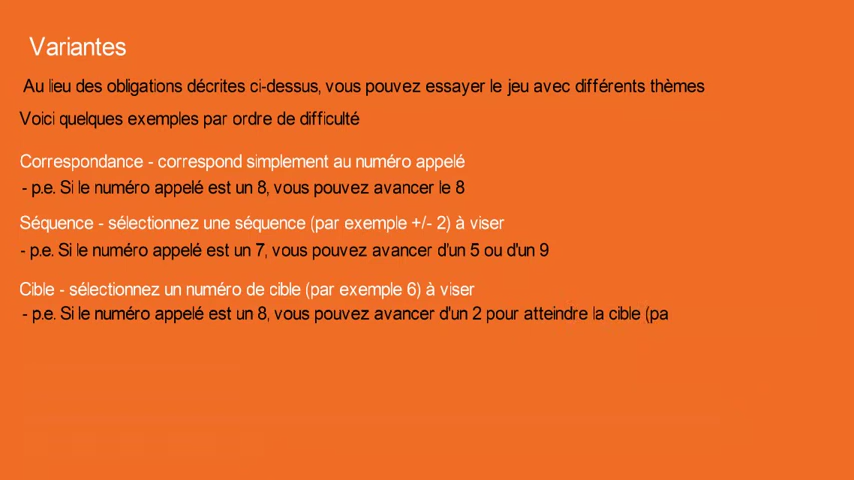 Variantes
Au lieu des obligations décrites ci-dessus, vous pouvez essayer le jeu avec différents thèmes
Voici quelques exemples par ordre de difficulté
Correspondance - correspond simplement au numéro appelé
- p.e. Si le numéro appelé est un 8, vous pouvez avancer le 8
Séquence - sélectionnez une séquence (par exemple +/- 2) à viser
- p.e. Si le numéro appelé est un 7, vous pouvez avancer d'un 5 ou d'un 9
Cible - sélectionnez un numéro de cible (par exemple 6) à viser
- p.e. Si le numéro appelé est un 8, vous pouvez avancer d'un 2 pour atteindre la cible (pa